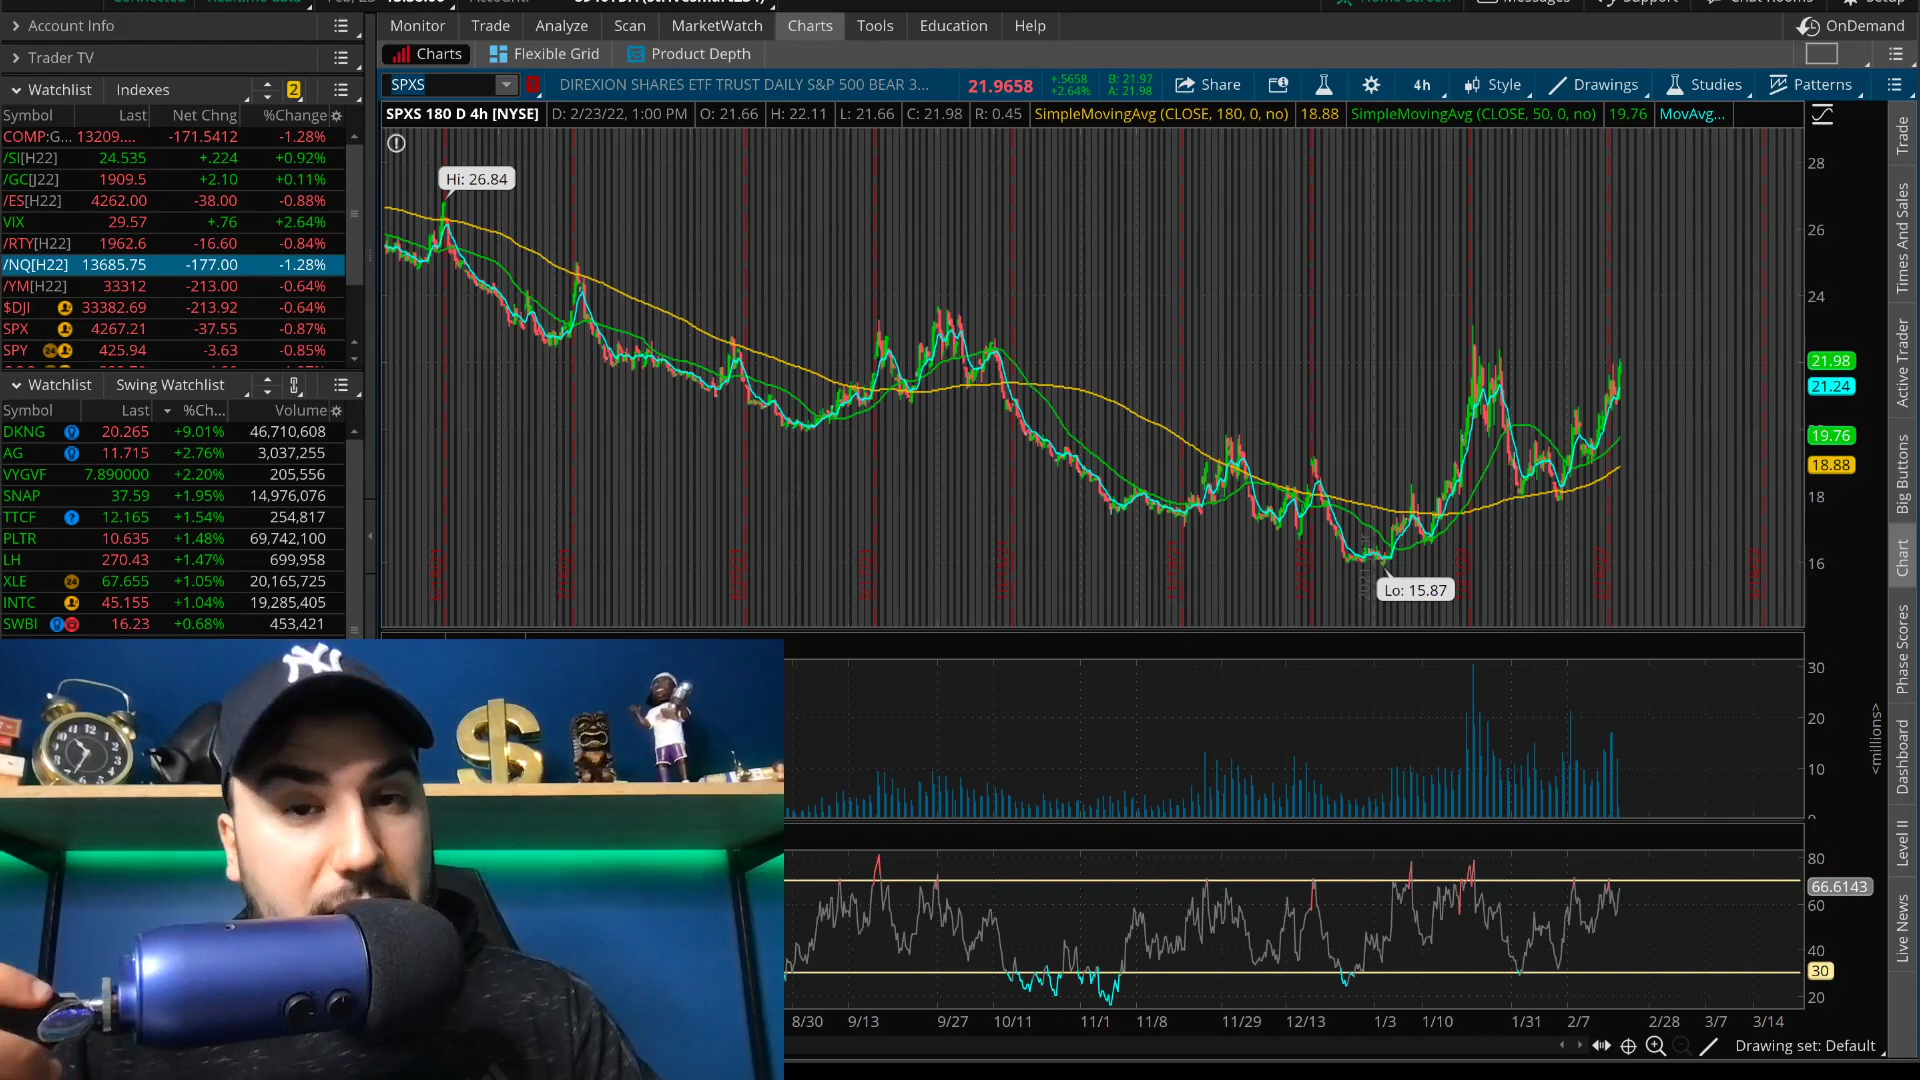 Monitor Trade Analyze Scan MarketWatch Charts Tools Education Help OnDemand
Account Info
Trader TV
Charts Flexible Grid Product Depth
SPXS DIREXION SHARES ETF TRUST DAILY S&P 500 BEAR 3... 21.9658 +.5658 +2.64% B: 21.97 A: 21.98 Share 4h Style Drawings Studies Patterns
SPXS 180 D 4h [NYSE] D: 2/23/22, 1:00 PM O: 21.66 H: 22.11 L: 21.66 C: 21.98 R: 0.45 SimpleMovingAvg (CLOSE, 180, 0, no) 18.88 SimpleMovingAvg (CLOSE, 50, 0, no) 19.76 MovAvg...
Watchlist Indexes 2
Symbol Last Net Chng %Change
COMP:G... 13209.... -171.5412 -1.28%
/SI[H22] 24.535 +.224 +0.92%
/GC[J22] 1909.5 +2.10 +0.11%
/ES[H22] 4262.00 -38.00 -0.88%
VIX 29.57 +.76 +2.64%
/RTY[H22] 1962.6 -16.60 -0.84%
/NQ[H22] 13685.75 -177.00 -1.28%
/YM[H22] 33312 -213.00 -0.64%
$DJI 33382.69 -213.92 -0.64%
SPX 4267.21 -37.55 -0.87%
SPY 24 425.94 -3.63 -0.85%
Watchlist Swing Watchlist
Symbol Last %Ch... Volume
DKNG 20.265 +9.01% 46,710,608
AG 11.715 +2.76% 3,037,255
VYGVF 7.890000 +2.20% 205,556
SNAP 37.59 +1.95% 14,976,076
TTCF 12.165 +1.54% 254,817
PLTR 10.635 +1.48% 69,742,100
LH 270.43 +1.47% 699,958
XLE 24 67.655 +1.05% 20,165,725
INTC 45.155 +1.04% 19,285,405
SWBI 16.23 +0.68% 453,421
Hi: 26.84
Lo: 15.87
28
26
24
21.98
21.24
19.76
18.88
18
16
30
20
10
<millions>
80
66.6143
60
40
30
20
8/30 9/13 9/27 10/11 11/1 11/8 11/29 12/13 1/3 1/10 1/31 2/7 2/28 3/7 3/14
Drawing set: Default
Trade
Times And Sales
Active Trader
Big Buttons
Chart
Phase Scores
Dashboard
Level II
Live News
NY
$